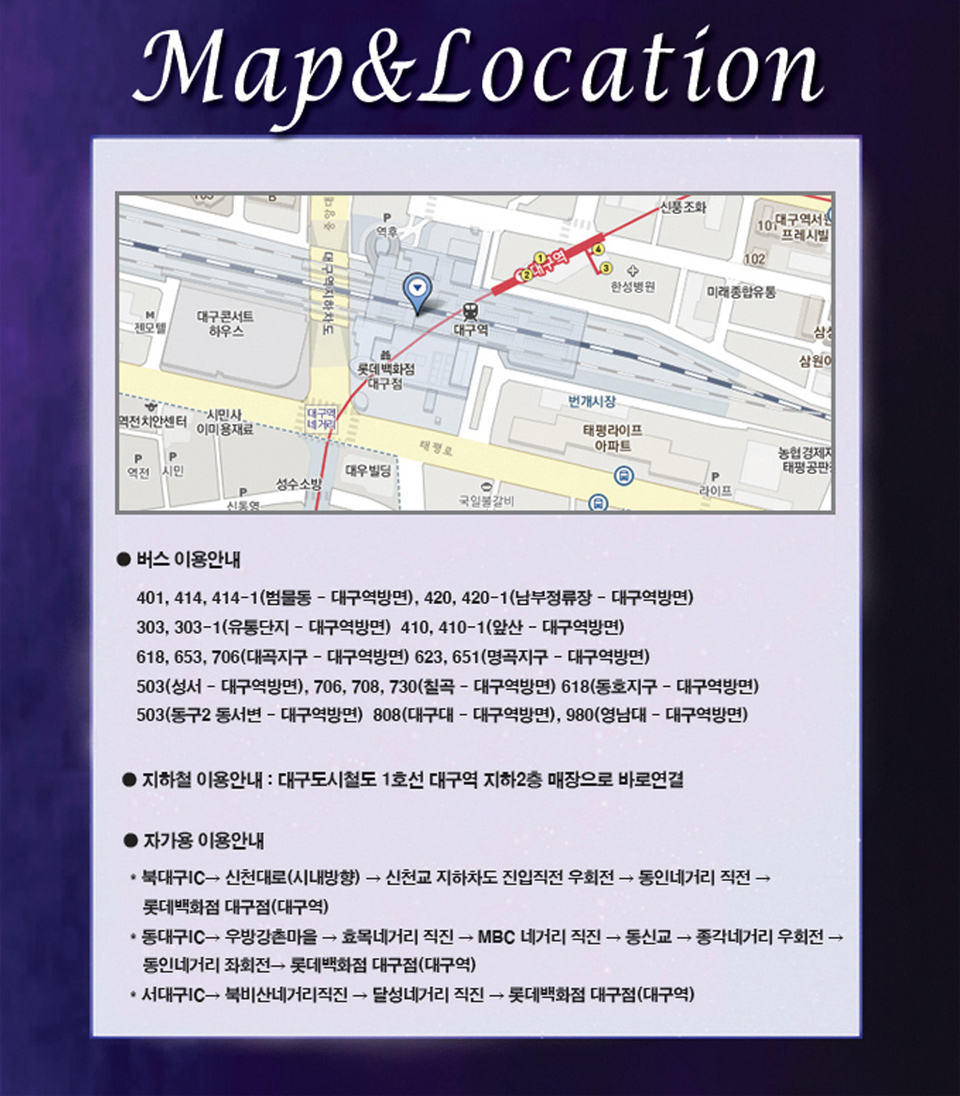 Map&Location
B
P
역후
신풍조화
대구역서원
프레시빌
101
102
대구역지하차도
1
2
대구역
4
3
한성병원
미래종합유통
M
젠모텔
대구콘서트
하우스
대구역
롯데백화점
대구점
삼원
번개시장
역전치안센터
시민사
이미용재료
대구역
네거리
태평로
태평라이프
아파트
농협경제지
태평공판
P
역전
P
시민
성수소방
대우빌딩
P
신동영
국일불갈비
P
라이프
● 버스 이용안내
401, 414, 414-1(범물동 - 대구역방면), 420, 420-1(남부정류장 - 대구역방면)
303, 303-1(유통단지 - 대구역방면) 410, 410-1(앞산 - 대구역방면)
618, 653, 706(대곡지구 - 대구역방면) 623, 651(명곡지구 - 대구역방면)
503(성서 - 대구역방면), 706, 708, 730(칠곡 - 대구역방면) 618(동호지구 - 대구역방면)
503(동구2 동서변 - 대구역방면) 808(대구대 - 대구역방면), 980(영남대 - 대구역방면)
● 지하철 이용안내 : 대구도시철도 1호선 대구역 지하2층 매장으로 바로연결
● 자가용 이용안내
* 북대구IC→ 신천대로(시내방향) → 신천교 지하차도 진입직전 우회전 → 동인네거리 직전 →
롯데백화점 대구점(대구역)
* 동대구IC→ 우방강촌마을 → 효목네거리 직진 → MBC 네거리 직진 → 동신교 → 종각네거리 우회전 →
동인네거리 좌회전→ 롯데백화점 대구점(대구역)
* 서대구IC→ 북비산네거리직진 → 달성네거리 직진 → 롯데백화점 대구점(대구역)